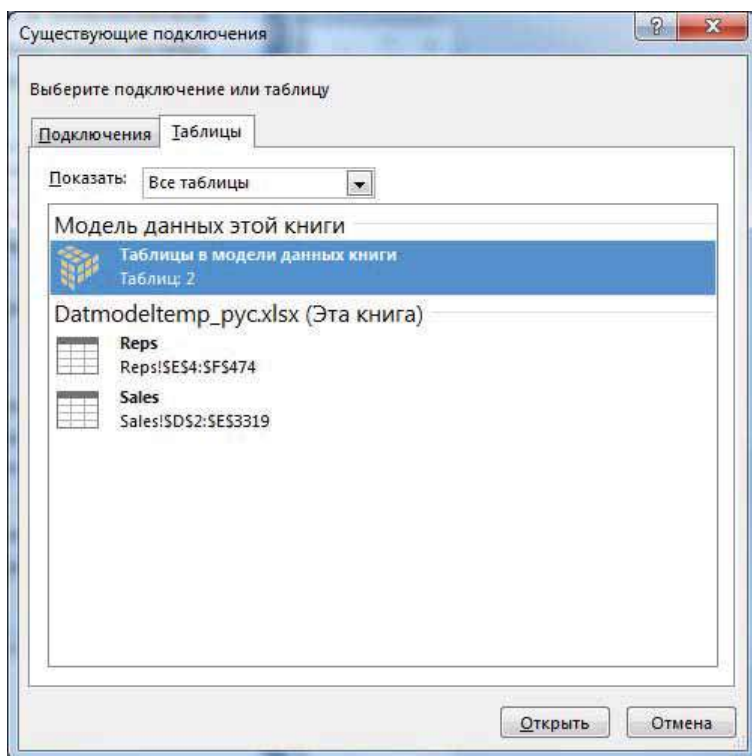 Существующие подключения
Выберите подключение или таблицу
Подключения Таблицы
Показать: Все таблицы
Модель данных этой книги
Таблицы в модели данных книги
Таблиц: 2
Datmodeltemp_рус.xlsx (Эта книга)
Reps
Reps!$E$4:$F$474
Sales
Sales!$D$2:$E$3319
Открыть Отмена